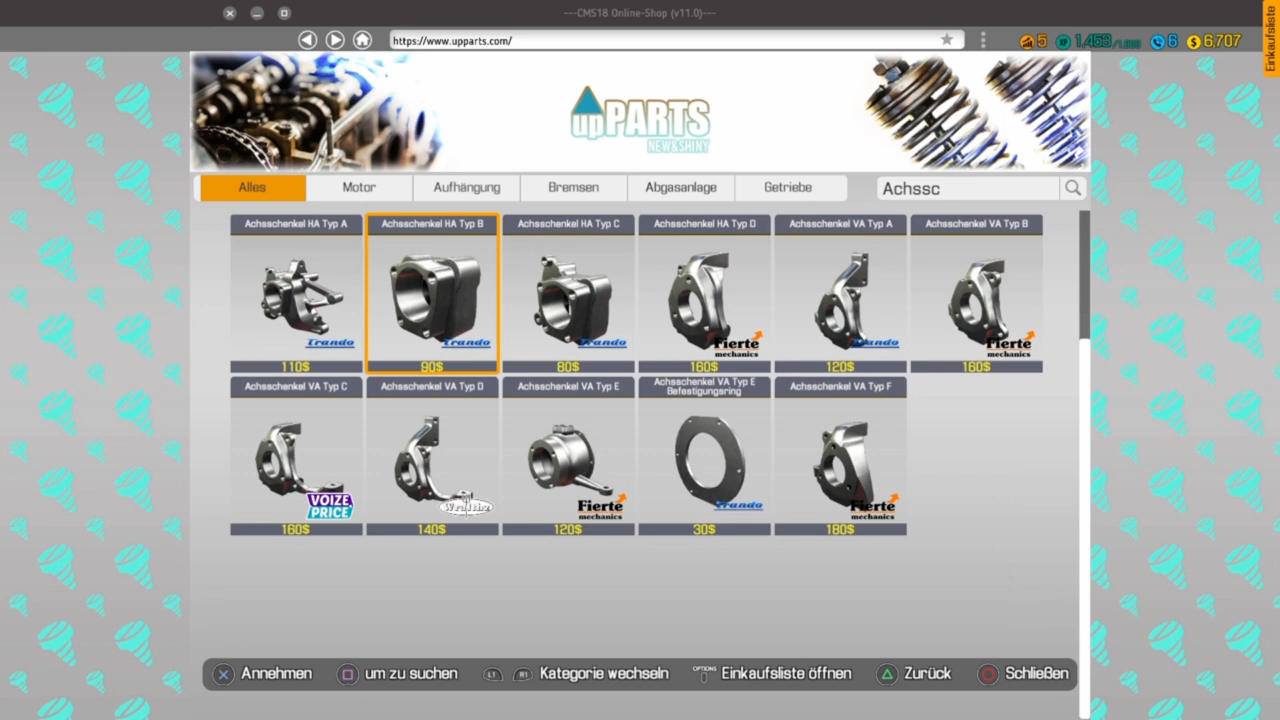 ---CMS18 Online-Shop (v11.0)---
https://www.upparts.com/
5 1,453/1,800 6 $ 6,707
Einkaufsliste
upPARTS
NEW&SHINY
Alles Motor Aufhängung Bremsen Abgasanlage Getriebe Achssc
Achsschenkel HA Typ A Achsschenkel HA Typ B Achsschenkel HA Typ C Achsschenkel HA Typ D Achsschenkel VA Typ A Achsschenkel VA Typ B
Trando Trando Trando Fierte mechanics Trando Fierte mechanics
110$ 90$ 80$ 160$ 120$ 160$
Achsschenkel VA Typ C Achsschenkel VA Typ D Achsschenkel VA Typ E Achsschenkel VA Typ E Befestigungsring Achsschenkel VA Typ F
VOIZE PRICE Fierte mechanics Trando Fierte mechanics
160$ 140$ 120$ 30$ 180$
Annehmen um zu suchen L1 R1 Kategorie wechseln OPTIONS Einkaufsliste öffnen Zurück Schließen